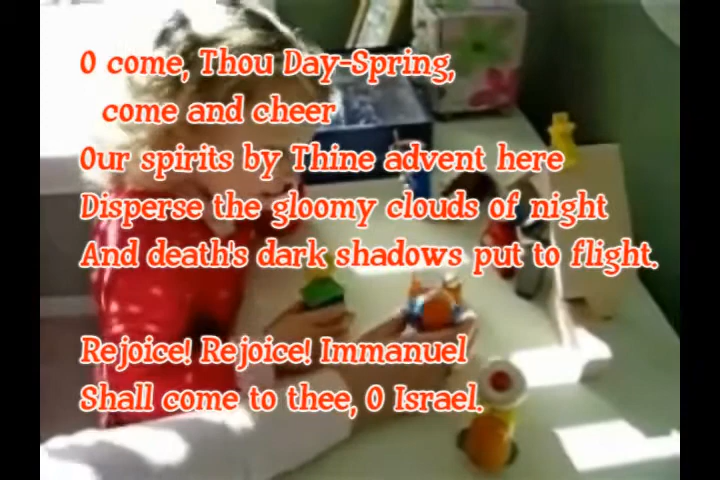 O come, Thou Day-Spring,
come and cheer
Our spirits by Thine advent here
Disperse the gloomy clouds of night
And death's dark shadows put to flight.
Rejoice! Rejoice! Immanuel
Shall come to thee, O Israel.